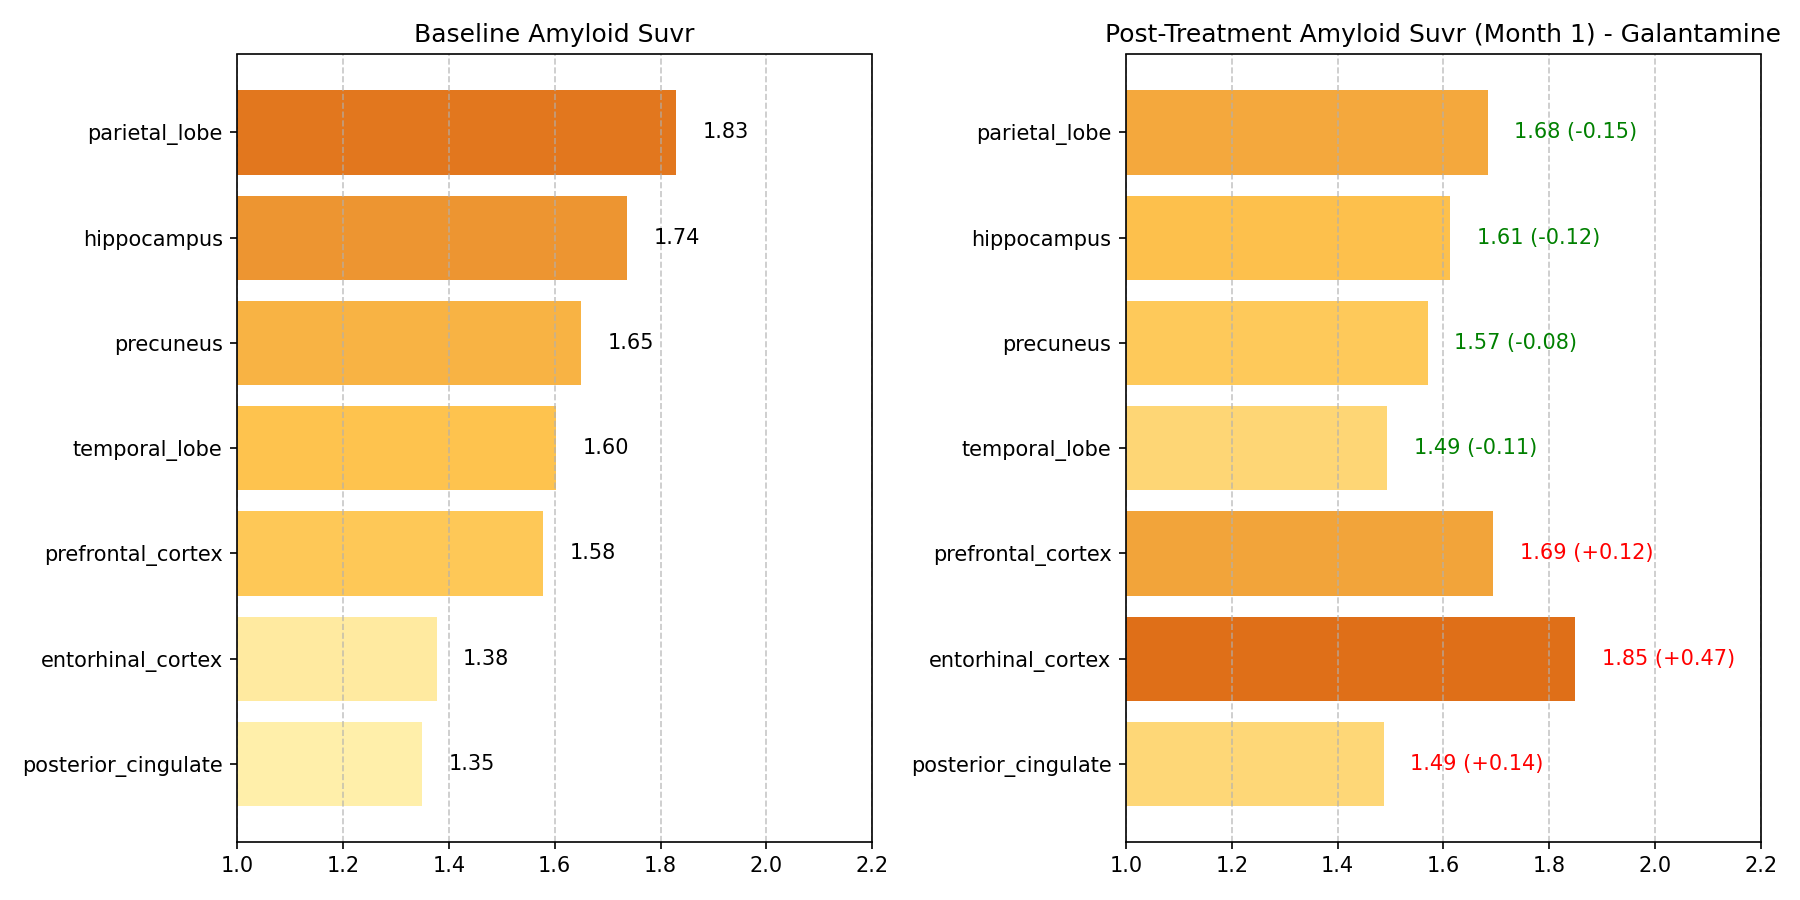 Baseline Amyloid Suvr
parietal_lobe 1.83
hippocampus 1.74
precuneus 1.65
temporal_lobe 1.60
prefrontal_cortex 1.58
entorhinal_cortex 1.38
posterior_cingulate 1.35
1.0 1.2 1.4 1.6 1.8 2.0 2.2
Post-Treatment Amyloid Suvr (Month 1) - Galantamine
parietal_lobe 1.68 (-0.15)
hippocampus 1.61 (-0.12)
precuneus 1.57 (-0.08)
temporal_lobe 1.49 (-0.11)
prefrontal_cortex 1.69 (+0.12)
entorhinal_cortex 1.85 (+0.47)
posterior_cingulate 1.49 (+0.14)
1.0 1.2 1.4 1.6 1.8 2.0 2.2